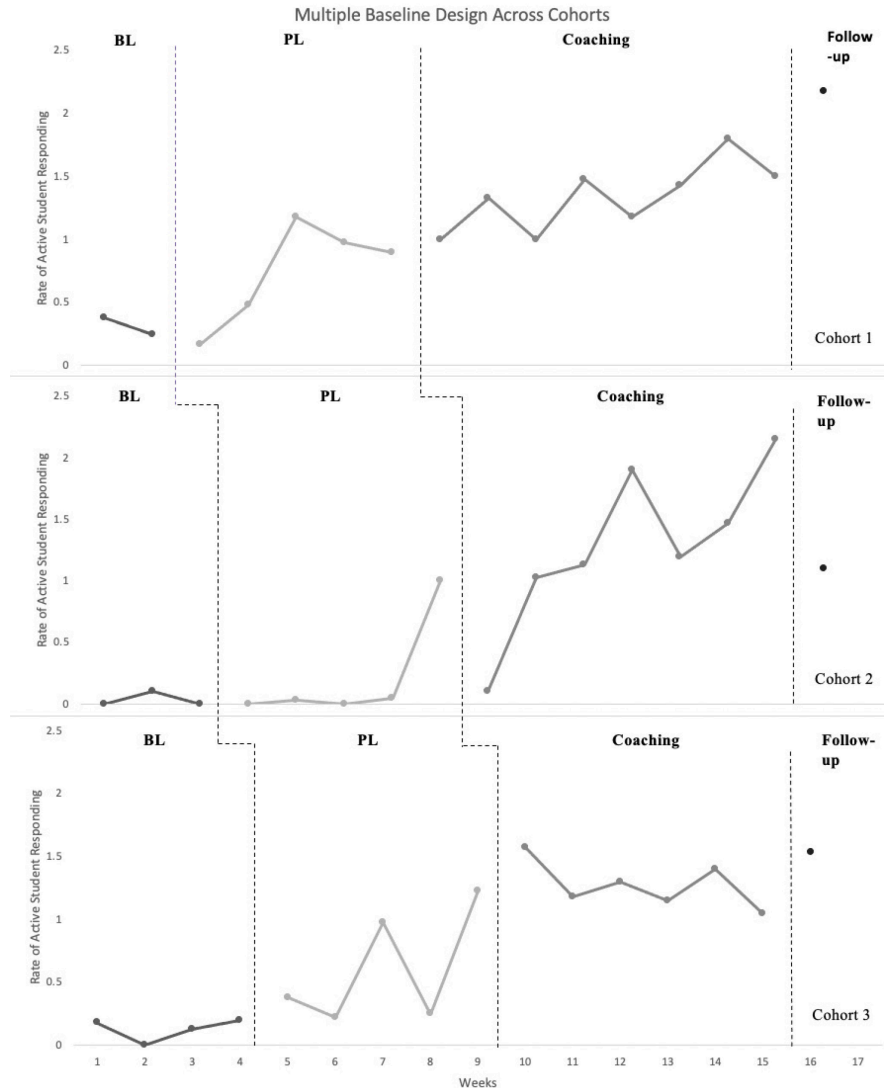 Multiple Baseline Design Across Cohorts
BL
PL
Coaching
Follow
-up
Rate of Active Student Responding
2.5
2
1.5
1
0.5
0
Cohort 1
BL
PL
Coaching
Follow-
up
Rate of Active Student Responding
2.5
2
1.5
1
0.5
0
Cohort 2
BL
PL
Coaching
Follow-
up
Rate of Active Student Responding
2.5
2
1.5
1
0.5
0
Cohort 3
1 2 3 4 5 6 7 8 9 10 11 12 13 14 15 16 17
Weeks